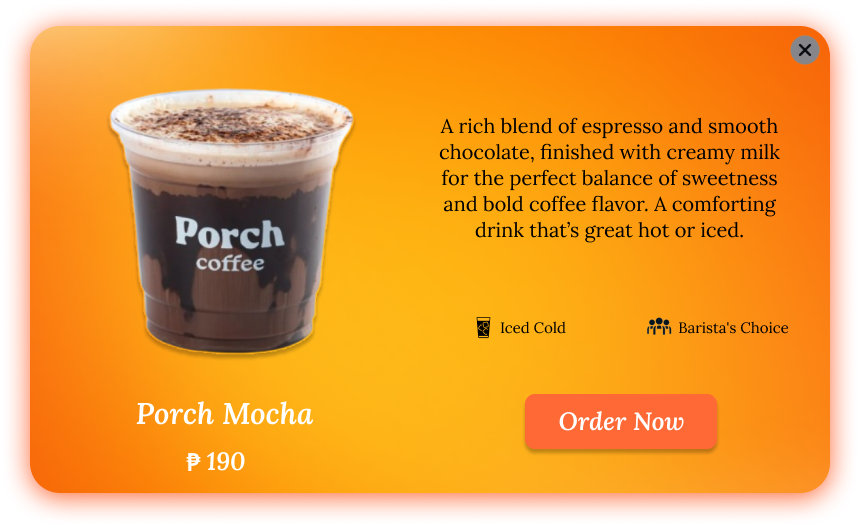 Porch
coffee
Porch Mocha
₱ 190
A rich blend of espresso and smooth
chocolate, finished with creamy milk
for the perfect balance of sweetness
and bold coffee flavor. A comforting
drink that’s great hot or iced.
Iced Cold
Barista's Choice
Order Now